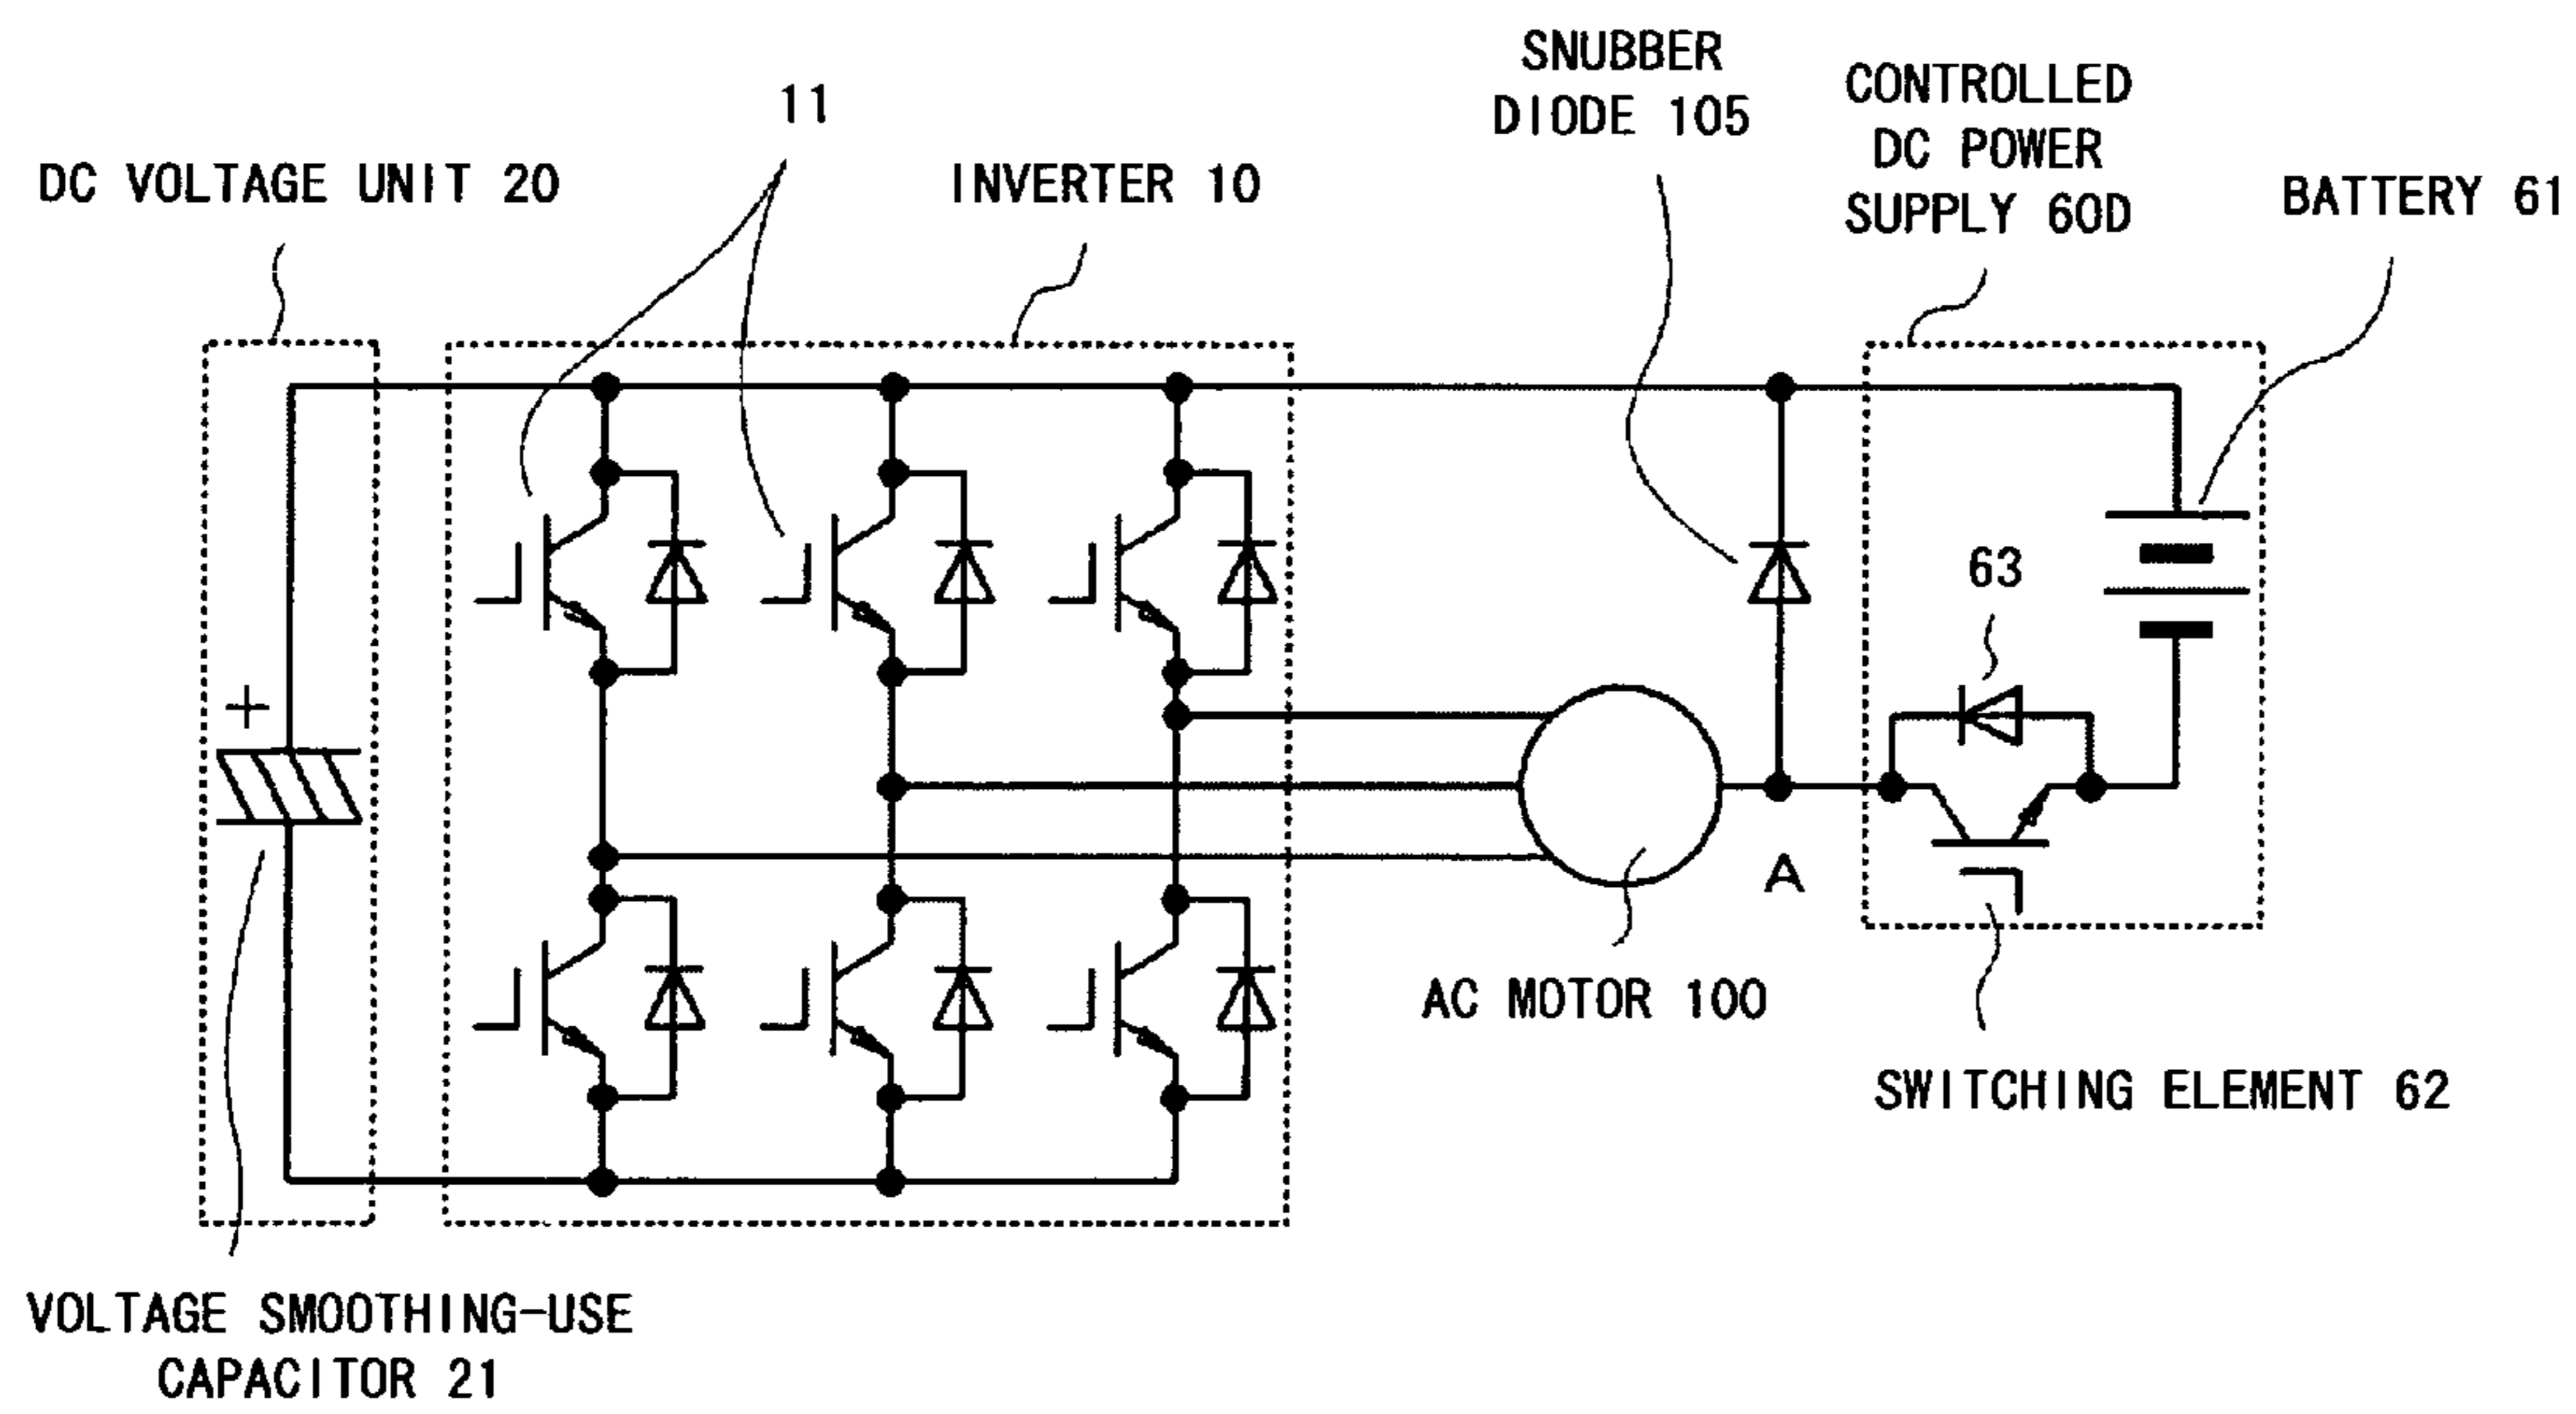 SNUBBER
DIODE 105
CONTROLLED
DC POWER
SUPPLY 60D
11
DC VOLTAGE UNIT 20
INVERTER 10
BATTERY 61
63
+
A
AC MOTOR 100
SWITCHING ELEMENT 62
VOLTAGE SMOOTHING-USE
CAPACITOR 21